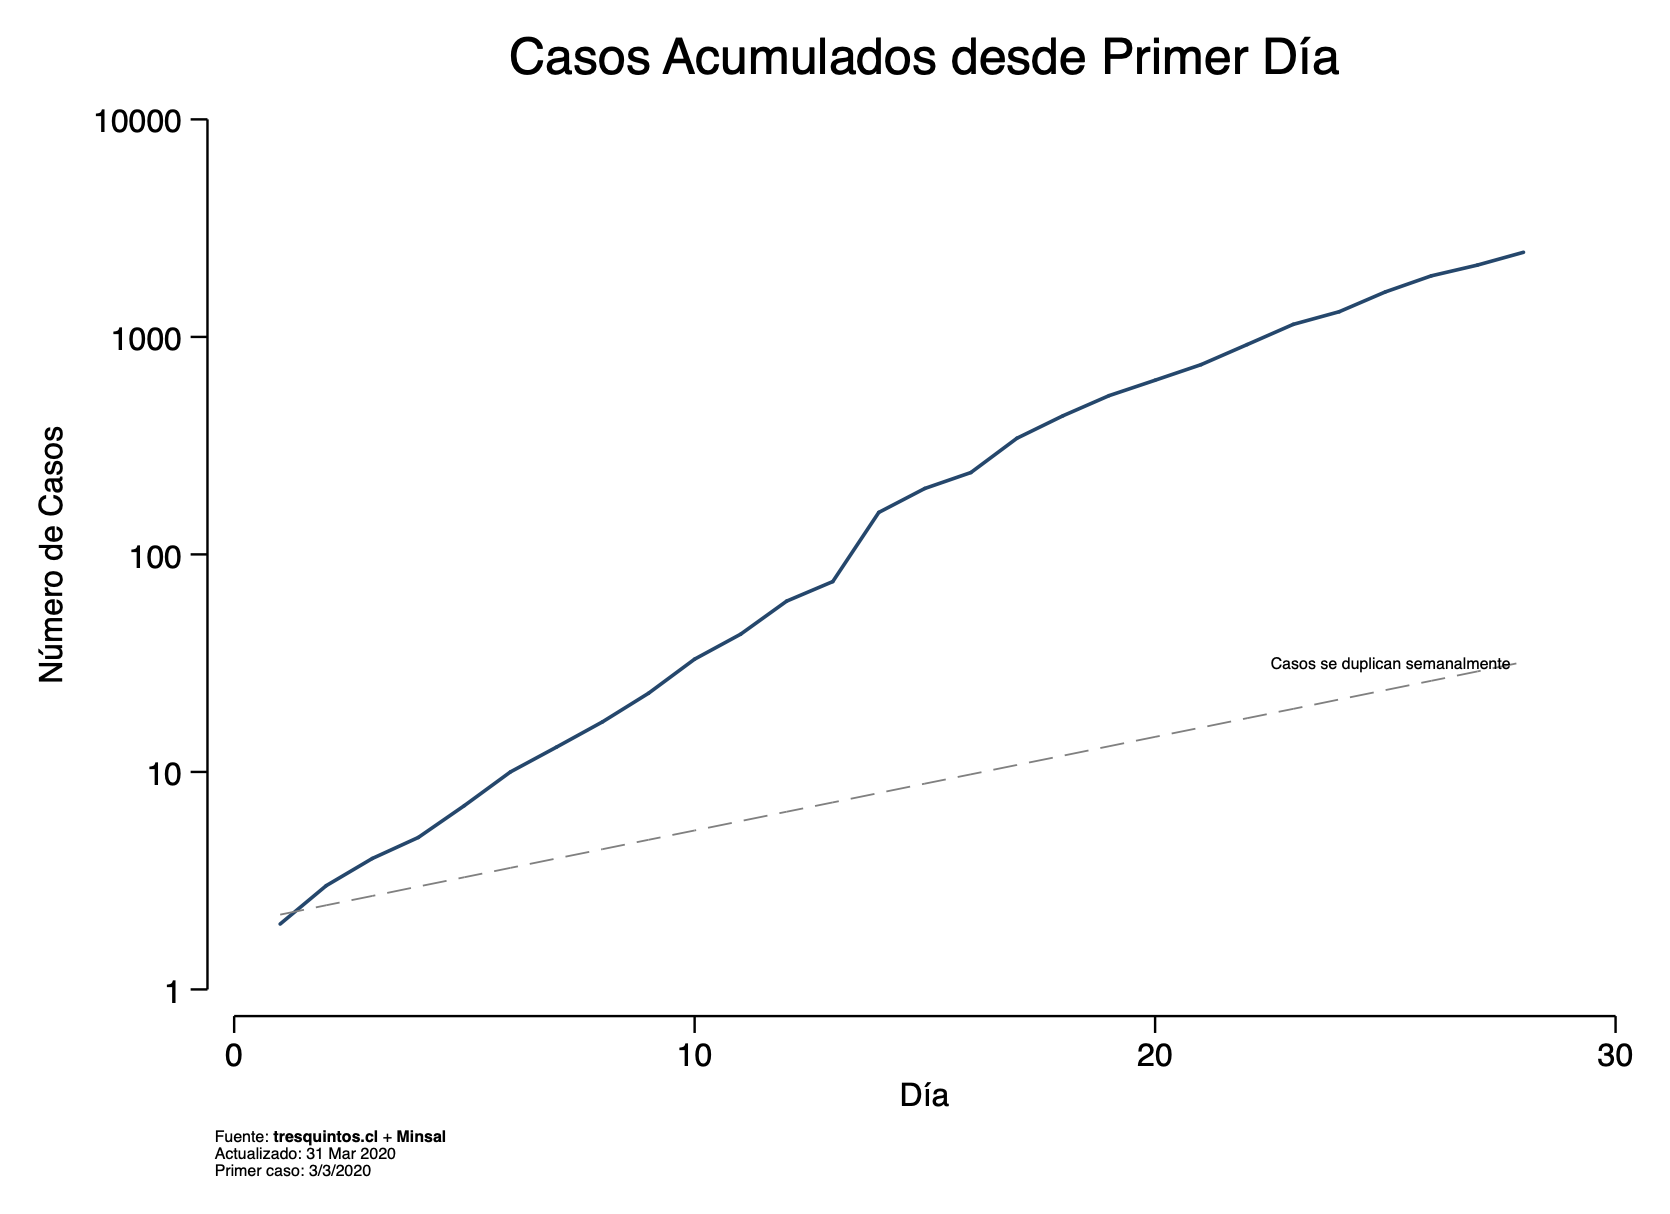 Casos Acumulados desde Primer Día
10000
1000
100
10
1
Número de Casos
Casos se duplican semanalmente
0 10 20 30
Día
Fuente: tresquintos.cl + Minsal
Actualizado: 31 Mar 2020
Primer caso: 3/3/2020